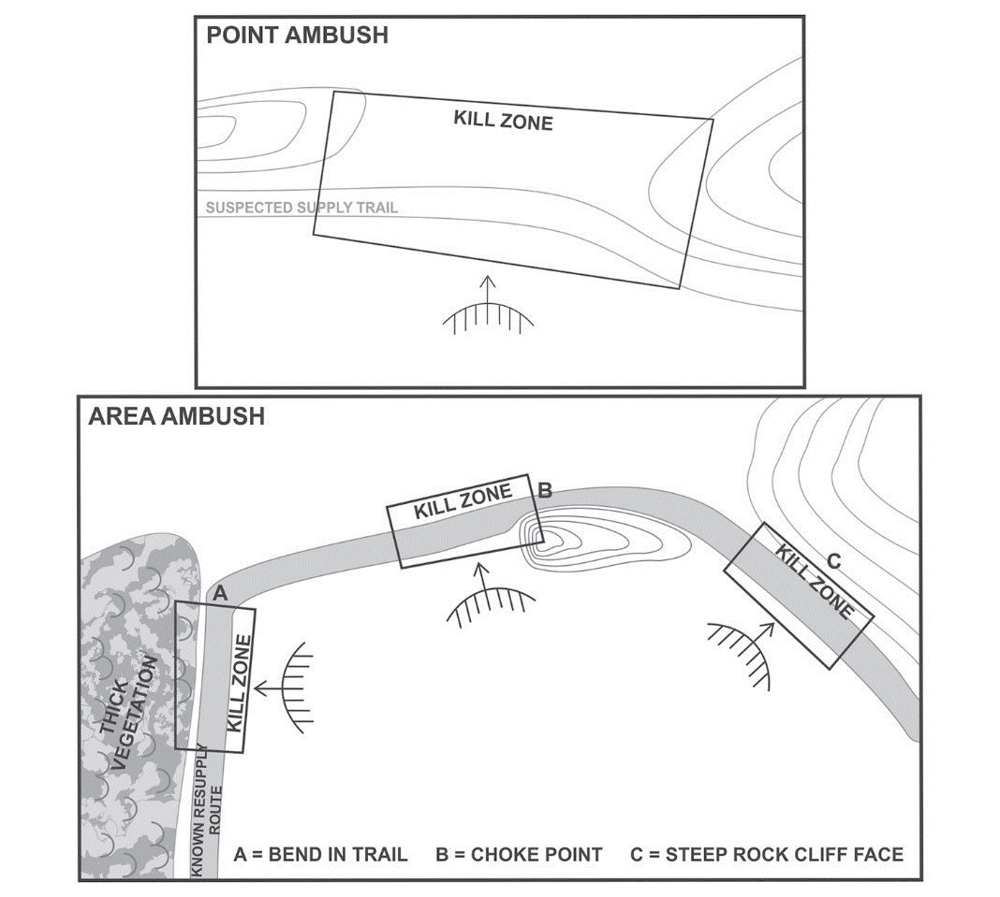 POINT AMBUSH
KILL ZONE
SUSPECTED SUPPLY TRAIL
AREA AMBUSH
KILL ZONE
B
KILL ZONE
C
A
KILL ZONE
THICK
VEGETATION
KNOWN RESUPPLY
ROUTE
A = BEND IN TRAIL B = CHOKE POINT C = STEEP ROCK CLIFF FACE